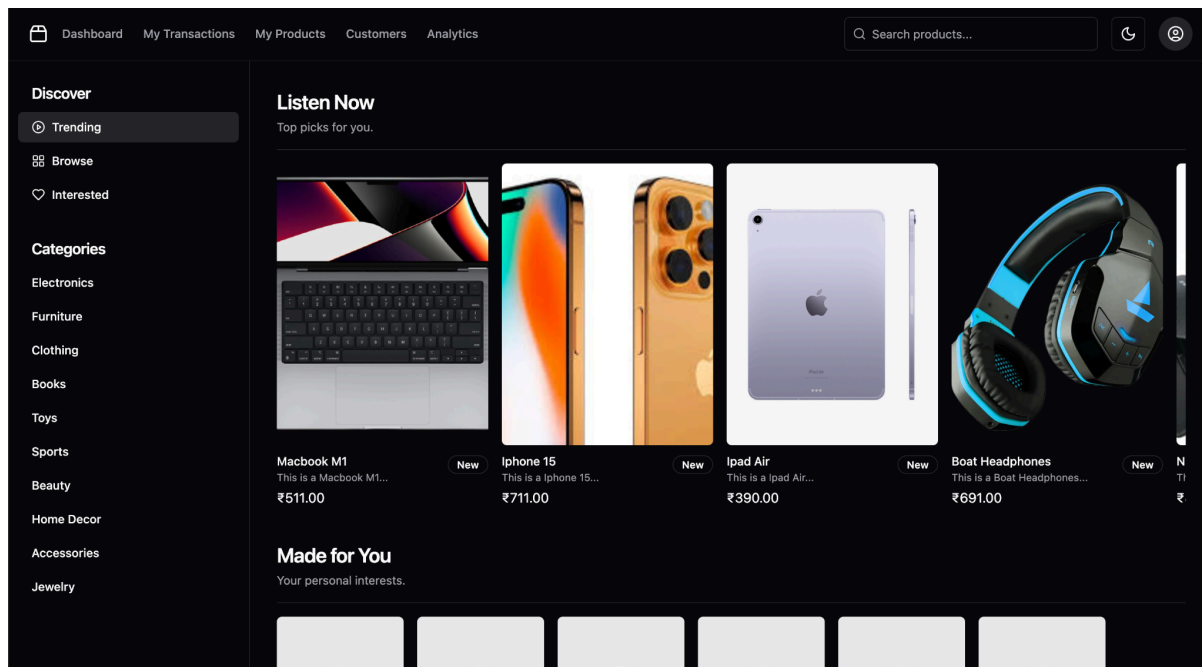 Dashboard My Transactions My Products Customers Analytics Search products...
Discover
Trending
Browse
Interested
Categories
Electronics
Furniture
Clothing
Books
Toys
Sports
Beauty
Home Decor
Accessories
Jewelry
Listen Now
Top picks for you.
Macbook M1 New
This is a Macbook M1...
₹511.00
Iphone 15 New
This is a Iphone 15...
₹711.00
Ipad Air New
This is a Ipad Air...
₹390.00
Boat Headphones New
This is a Boat Headphones...
₹691.00
Made for You
Your personal interests.